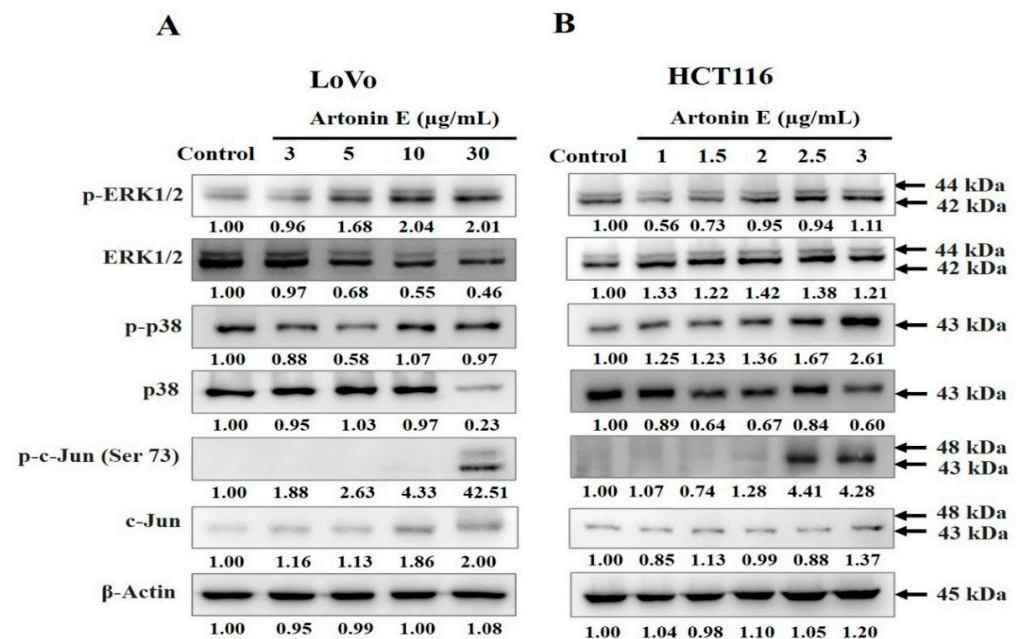 A B
LoVo HCT116
Artonin E (µg/mL) Artonin E (µg/mL)
Control 3 5 10 30 Control 1 1.5 2 2.5 3
p-ERK1/2 44 kDa
42 kDa
1.00 0.96 1.68 2.04 2.01 1.00 0.56 0.73 0.95 0.94 1.11
ERK1/2 44 kDa
42 kDa
1.00 0.97 0.68 0.55 0.46 1.00 1.33 1.22 1.42 1.38 1.21
p-p38 43 kDa
1.00 0.88 0.58 1.07 0.97 1.00 1.25 1.23 1.36 1.67 2.61
p38 43 kDa
1.00 0.95 1.03 0.97 0.23 1.00 0.89 0.64 0.67 0.84 0.60
p-c-Jun (Ser 73) 48 kDa
43 kDa
1.00 1.88 2.63 4.33 42.51 1.00 1.07 0.74 1.28 4.41 4.28
c-Jun 48 kDa
43 kDa
1.00 1.16 1.13 1.86 2.00 1.00 0.85 1.13 0.99 0.88 1.37
β-Actin 45 kDa
1.00 0.95 0.99 1.00 1.08 1.00 1.04 0.98 1.10 1.05 1.20